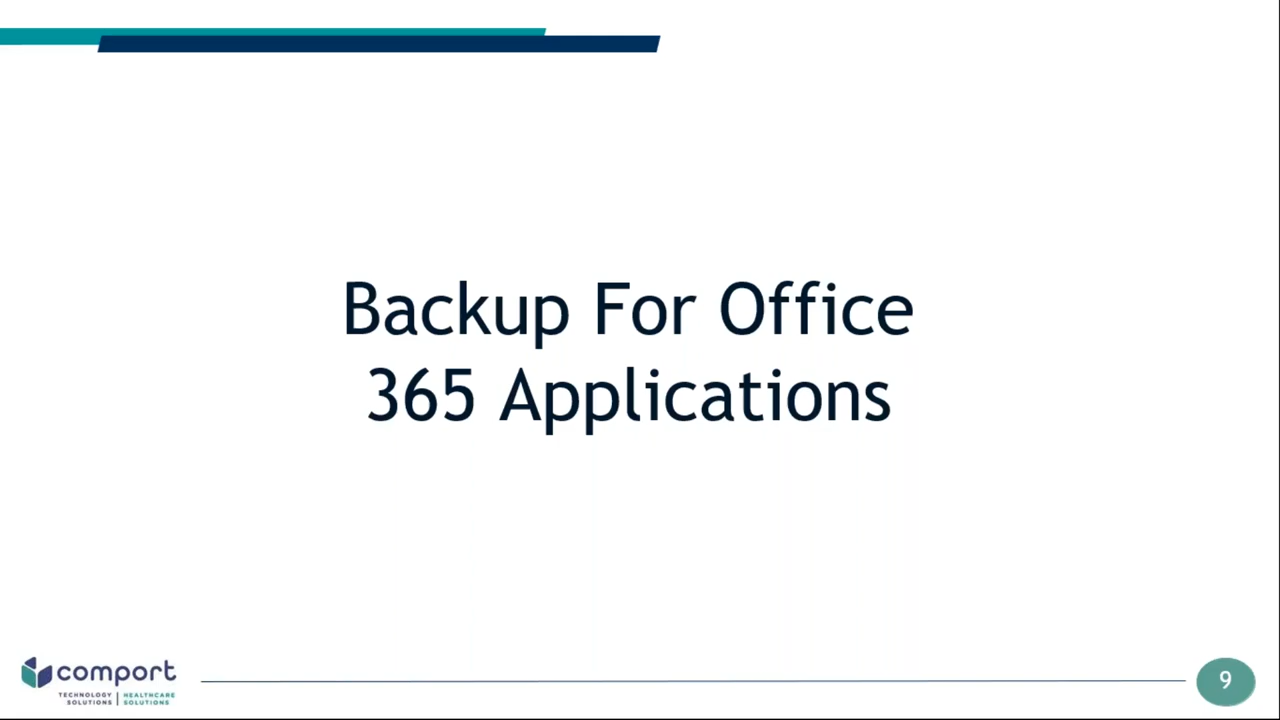 Backup For Office
365 Applications
comport
TECHNOLOGY SOLUTIONS | HEALTHCARE SOLUTIONS
9